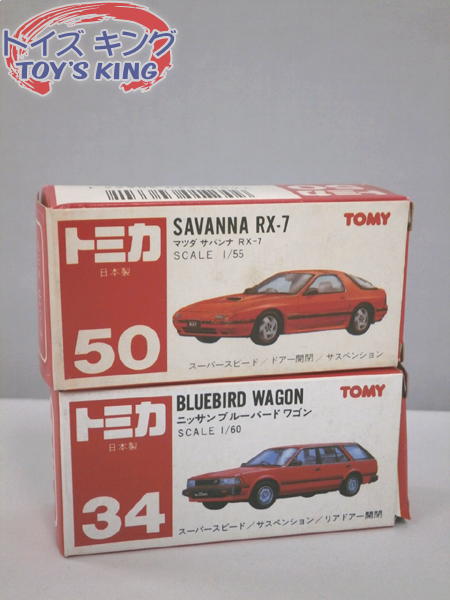 トイズ キング
TOY'S KING
トミカ
日本製
50
SAVANNA RX-7
マツダ サバンナ RX-7
SCALE 1/55
TOMY
スーパースピード/ドアー開閉/サスペンション
トミカ
日本製
34
BLUEBIRD WAGON
ニッサンブルーバード ワゴン
SCALE 1/60
TOMY
スーパースピード/サスペンション/リアドアー開閉